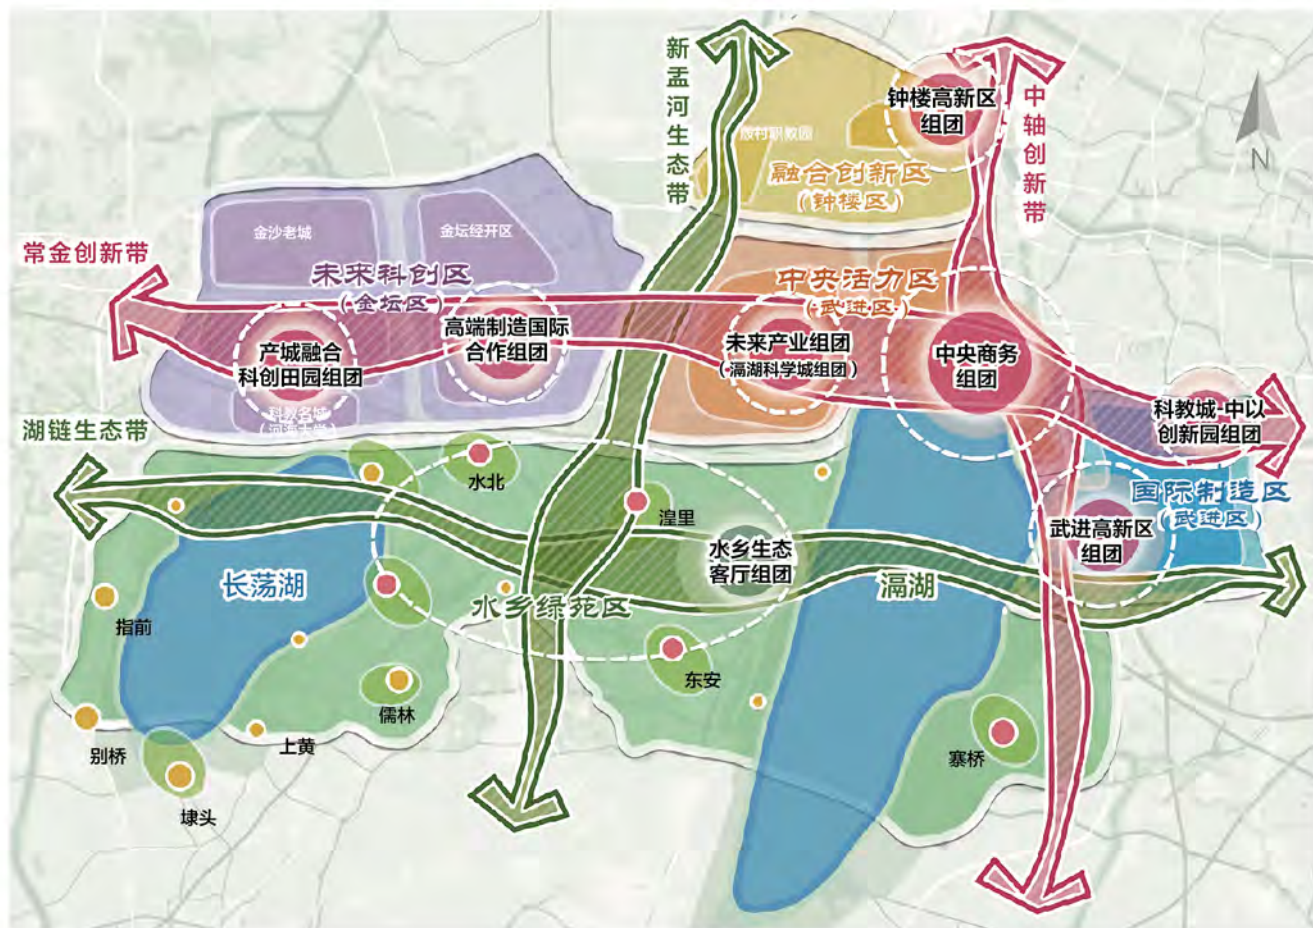 新孟河生态带
钟楼高新区
组团
中轴创新带
N
融合创新区
(钟楼区)
金沙老城
金坛经开区
常金创新带
未来科创区
(金坛区)
中央活力区
(武进区)
高端制造国际
合作组团
产城融合
科创田园组团
未来产业组团
(滆湖科学城组团)
中央商务
组团
科教名城
(河海大学)
科教城-中以
创新园组团
湖链生态带
水北
湟里
国际制造区
(武进区)
武进高新区
组团
水乡生态
客厅组团
长荡湖
滆湖
水乡绿苑区
指前
东安
儒林
别桥
上黄
寨桥
埭头